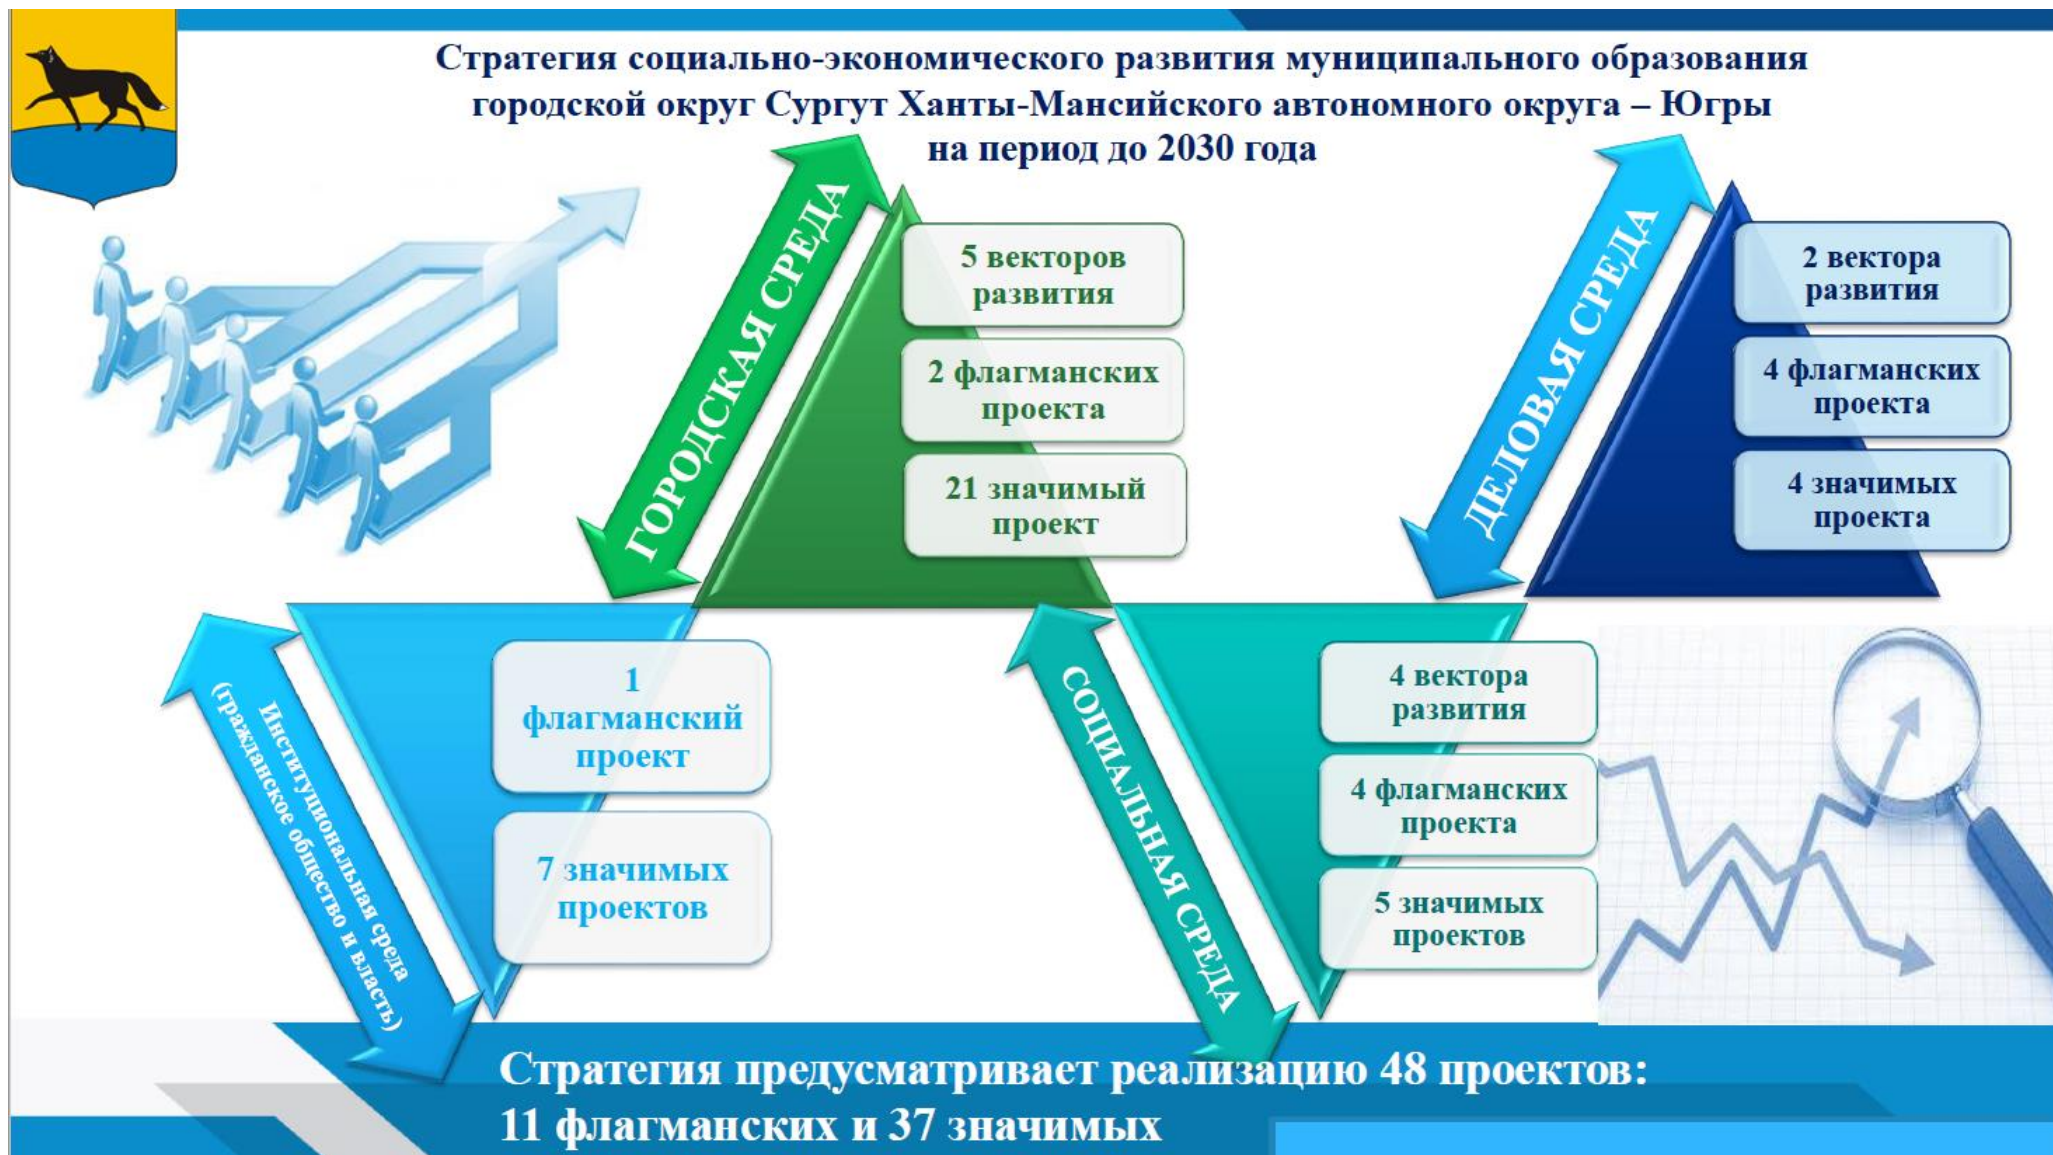 Стратегия социально-экономического развития муниципального образования
городской округ Сургут Ханты-Мансийского автономного округа – Югры
на период до 2030 года
ГОРОДСКАЯ СРЕДА
5 векторов
развития
2 флагманских
проекта
21 значимый
проект
ДЕЛОВАЯ СРЕДА
2 вектора
развития
4 флагманских
проекта
4 значимых
проекта
Институциональная среда
(гражданское общество и власть)
1
флагманский
проект
7 значимых
проектов
СОЦИАЛЬНАЯ СРЕДА
4 вектора
развития
4 флагманских
проекта
5 значимых
проектов
Стратегия предусматривает реализацию 48 проектов:
11 флагманских и 37 значимых